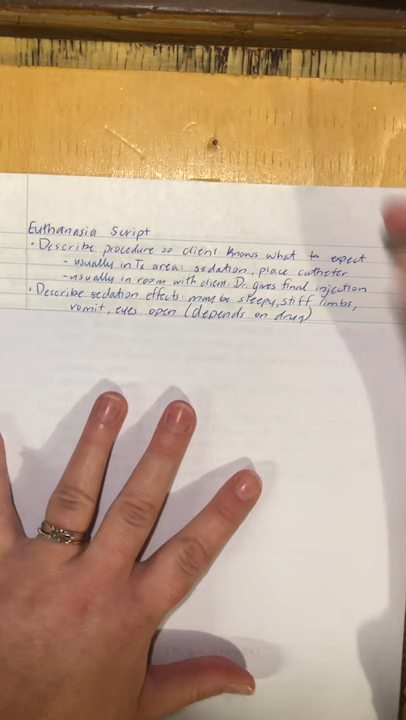 Euthanasia Script
• Describe procedure so client knows what to expect
- usually in Tx area: sedation, place catheter
- usually in room with client: Dr. gives final injection
• Describe sedation effects may be sleepy, stiff limbs,
vomit, eyes open (depends on drug)